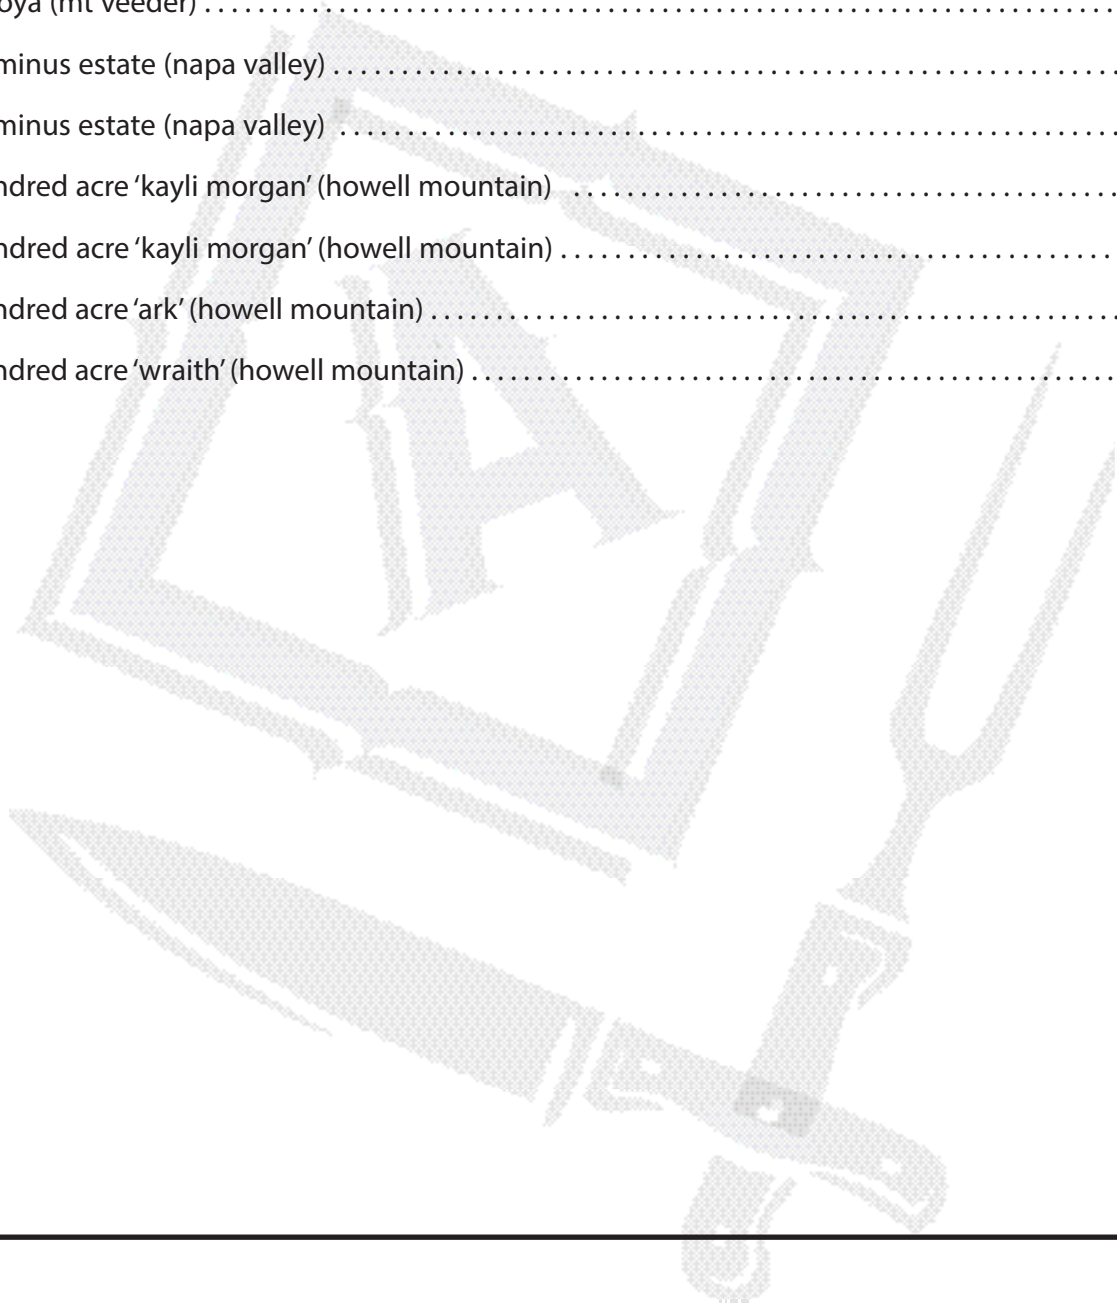 oya (mt veeder)
minus estate (napa valley)
minus estate (napa valley)
ndred acre ‘kayli morgan’ (howell mountain)
ndred acre ‘kayli morgan’ (howell mountain)
ndred acre ‘ark’ (howell mountain)
ndred acre ‘wraith’ (howell mountain)
A